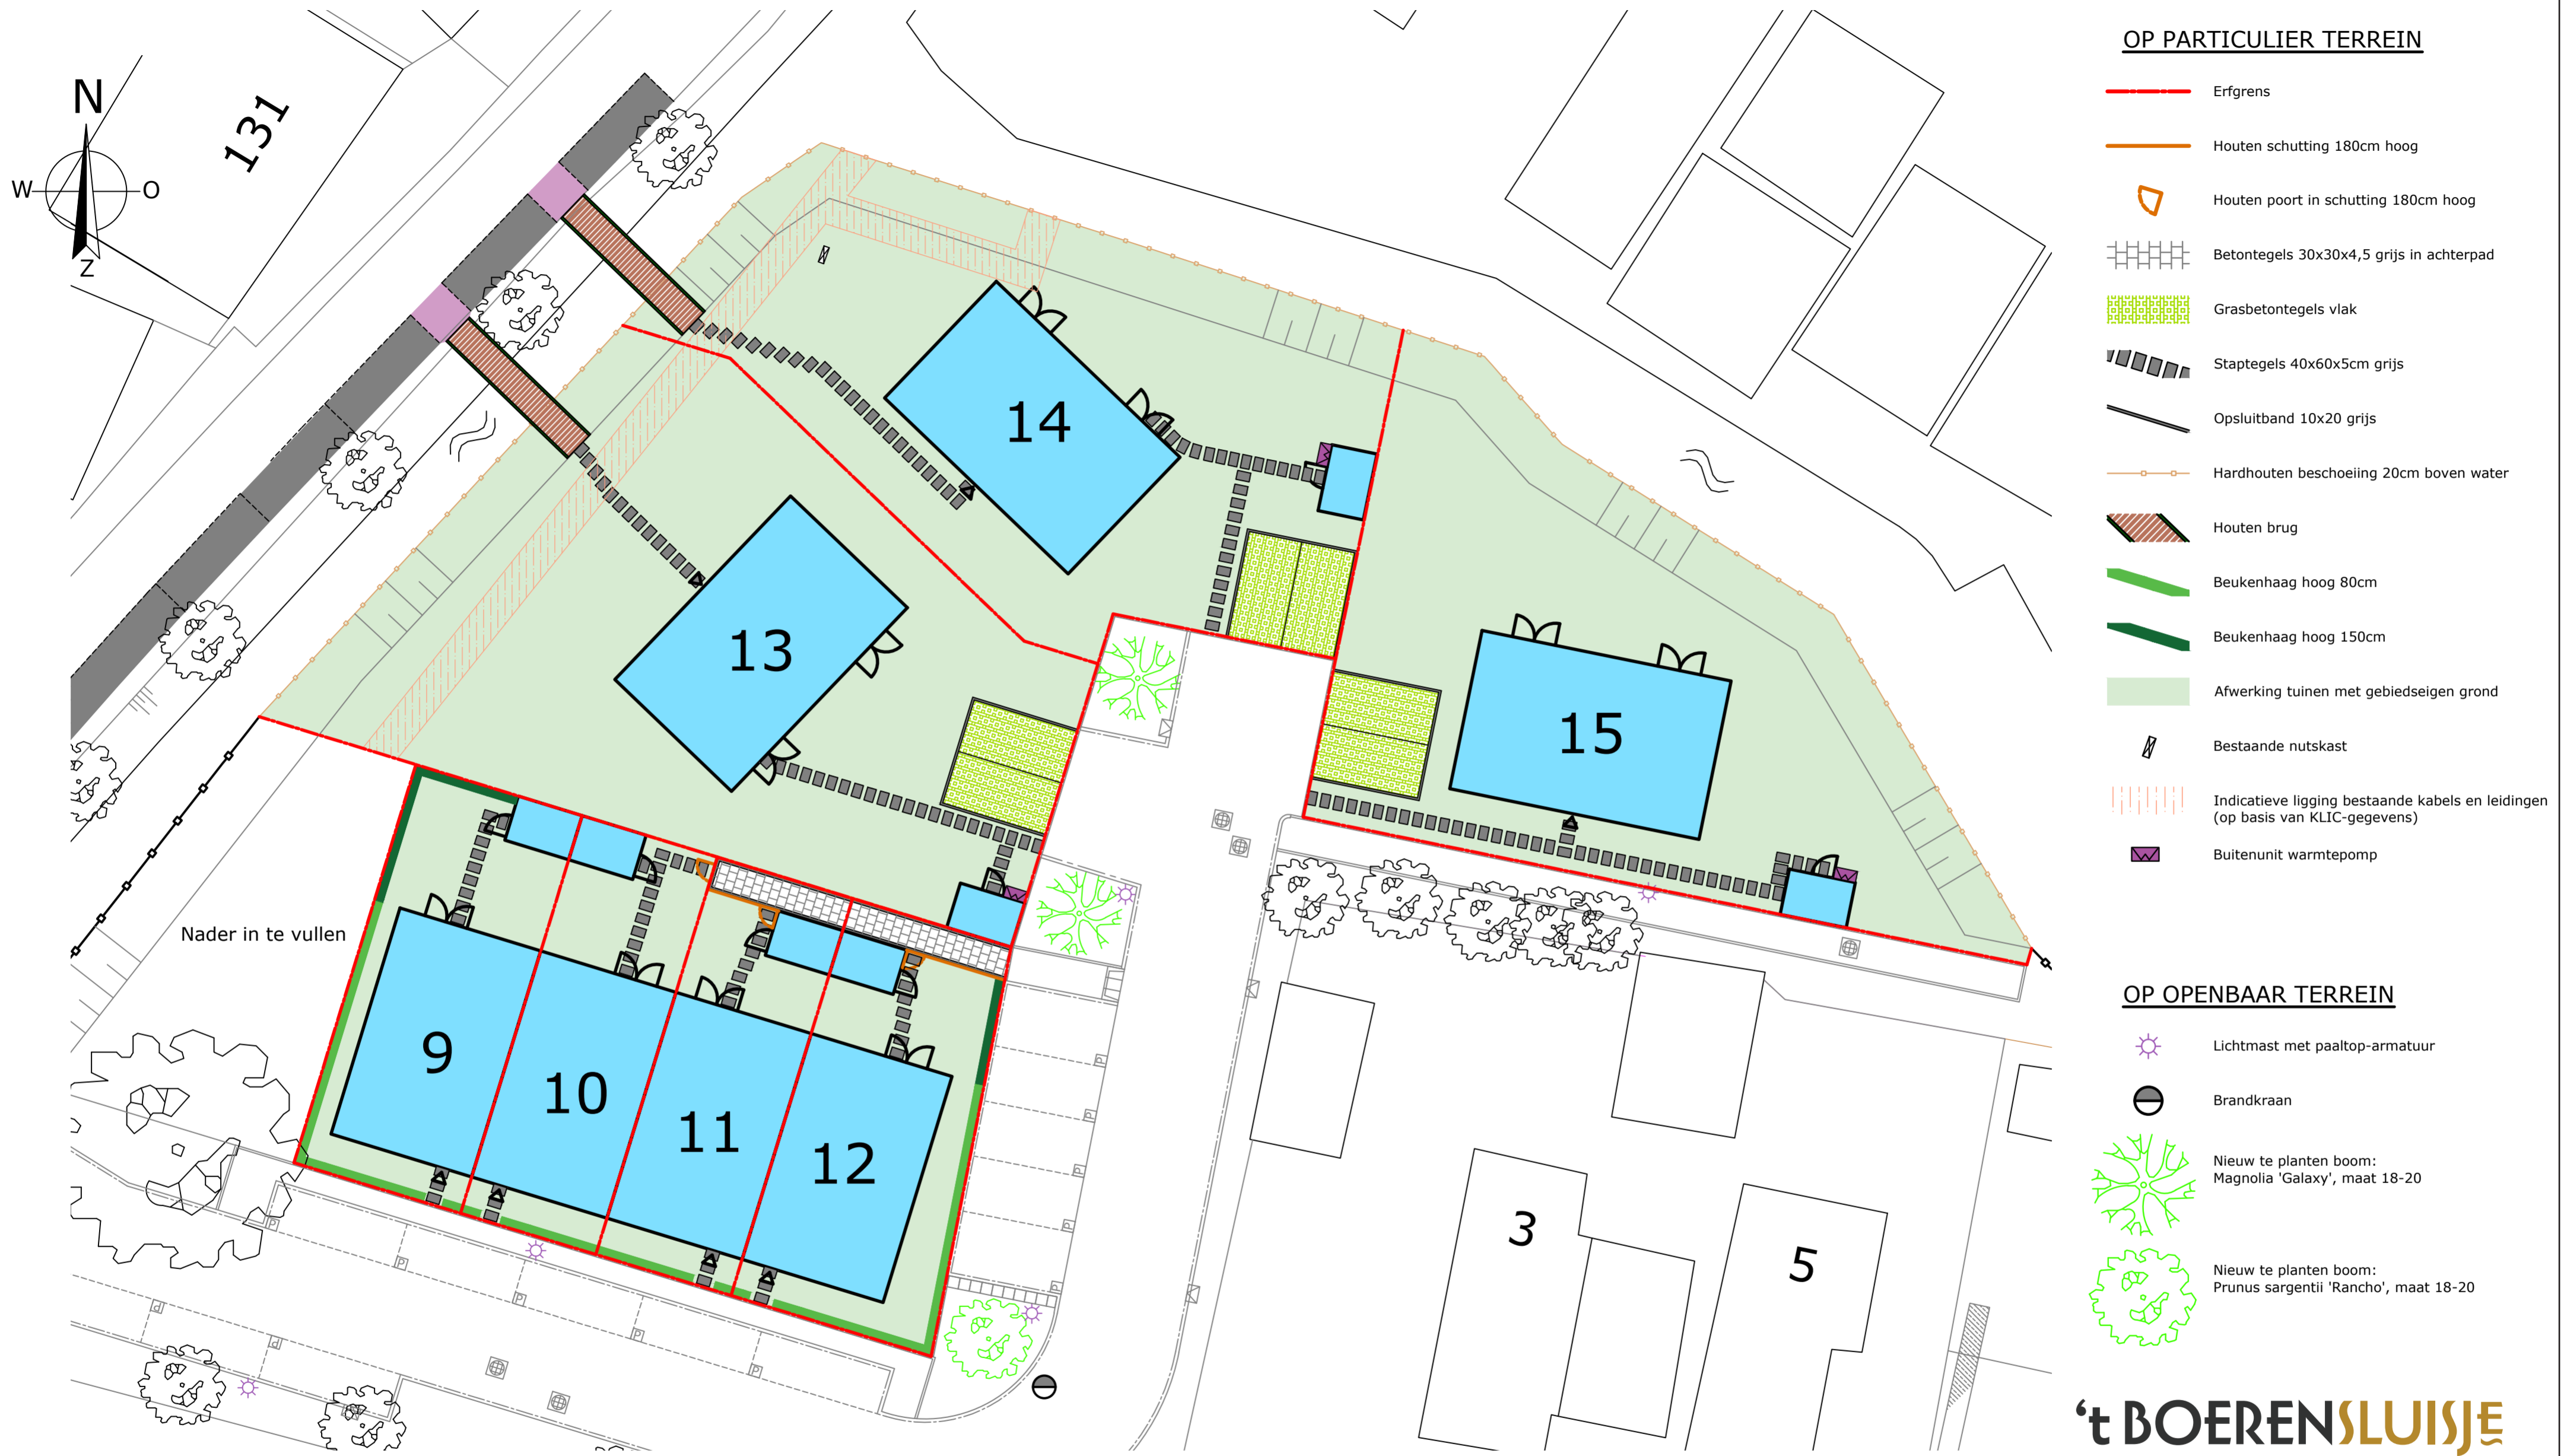 N
W
O
Z
131
14
13
15
9
10
11
12
3
5
Nader in te vullen
P
P
P
P
P
P
P
P
P
P
d
d
OP PARTICULIER TERREIN
Erfgrens
Houten schutting 180cm hoog
Houten poort in schutting 180cm hoog
Betontegels 30x30x4,5 grijs in achterpad
Grasbetontegels vlak
Staptegels 40x60x5cm grijs
Opsluitband 10x20 grijs
Hardhouten beschoeiing 20cm boven water
Houten brug
Beukenhaag hoog 80cm
Beukenhaag hoog 150cm
Afwerking tuinen met gebiedseigen grond
Bestaande nutskast
Indicatieve ligging bestaande kabels en leidingen
(op basis van KLIC-gegevens)
Buitenunit warmtepomp
OP OPENBAAR TERREIN
Lichtmast met paaltop-armatuur
Brandkraan
Nieuw te planten boom:
Magnolia 'Galaxy', maat 18-20
Nieuw te planten boom:
Prunus sargentii 'Rancho', maat 18-20
‘t BOERENSLUISJE